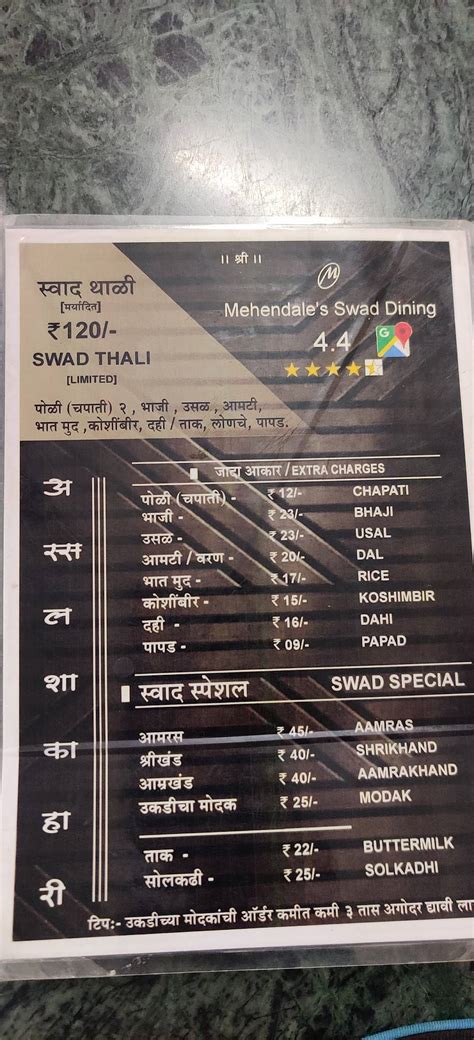 ॥ श्री ॥
स्वाद थाळी
[मर्यादित]
₹120/-
SWAD THALI
[LIMITED]
M
Mehendale's Swad Dining
4.4
G
पोळी (चपाती) २ , भाजी , उसळ , आमटी,
भात मुद ,कोशींबीर, दही / ताक, लोणचे, पापड.
अस्सल शाकाहारी
जादा आकार / EXTRA CHARGES
पोळी (चपाती) - ₹ 12/- CHAPATI
भाजी - ₹ 23/- BHAJI
उसळ - ₹ 23/- USAL
आमटी / वरण - ₹ 20/- DAL
भात मुद - ₹ 17/- RICE
कोशींबीर - ₹ 15/- KOSHIMBIR
दही - ₹ 16/- DAHI
पापड - ₹ 09/- PAPAD
स्वाद स्पेशल SWAD SPECIAL
आमरस ₹ 45/- AAMRAS
श्रीखंड ₹ 40/- SHRIKHAND
आम्रखंड ₹ 40/- AAMRAKHAND
उकडीचा मोदक ₹ 25/- MODAK
ताक - ₹ 22/- BUTTERMILK
सोलकढी - ₹ 25/- SOLKADHI
टिपः- उकडीच्या मोदकांची ऑर्डर कमीत कमी ३ तास अगोदर द्यावी